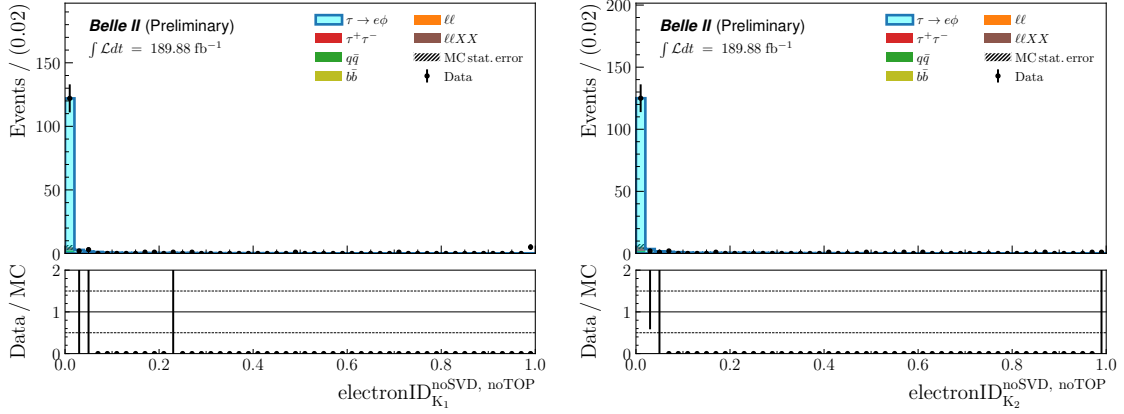 Belle II (Preliminary)
∫ ℒdt = 189.88 fb⁻¹
τ → eϕ
τ⁺τ⁻
qq̄
bb̄
ℓℓ
ℓℓXX
MC stat. error
Data
Events / (0.02)
150
100
50
0
Data / MC
2
1
0
0.0 0.2 0.4 0.6 0.8 1.0
electronID_{K₁}^{noSVD, noTOP}
Belle II (Preliminary)
∫ ℒdt = 189.88 fb⁻¹
τ → eϕ
τ⁺τ⁻
qq̄
bb̄
ℓℓ
ℓℓXX
MC stat. error
Data
Events / (0.02)
200
150
100
50
0
Data / MC
2
1
0
0.0 0.2 0.4 0.6 0.8 1.0
electronID_{K₂}^{noSVD, noTOP}